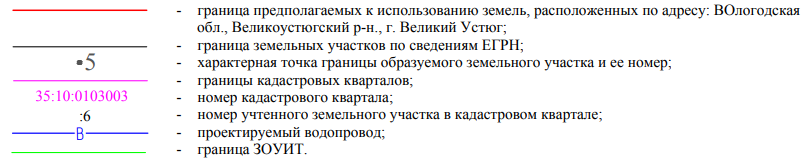 - граница предполагаемых к использованию земель, расположенных по адресу: ВОлогодская
обл., Великоустюгский р-н., г. Великий Устюг;
- граница земельных участков по сведениям ЕГРН;
•5 - характерная точка границы образуемого земельного участка и ее номер;
- границы кадастровых кварталов;
35:10:0103003 - номер кадастрового квартала;
:6 - номер учтенного земельного участка в кадастровом квартале;
В - проектируемый водопровод;
- граница ЗОУИТ.